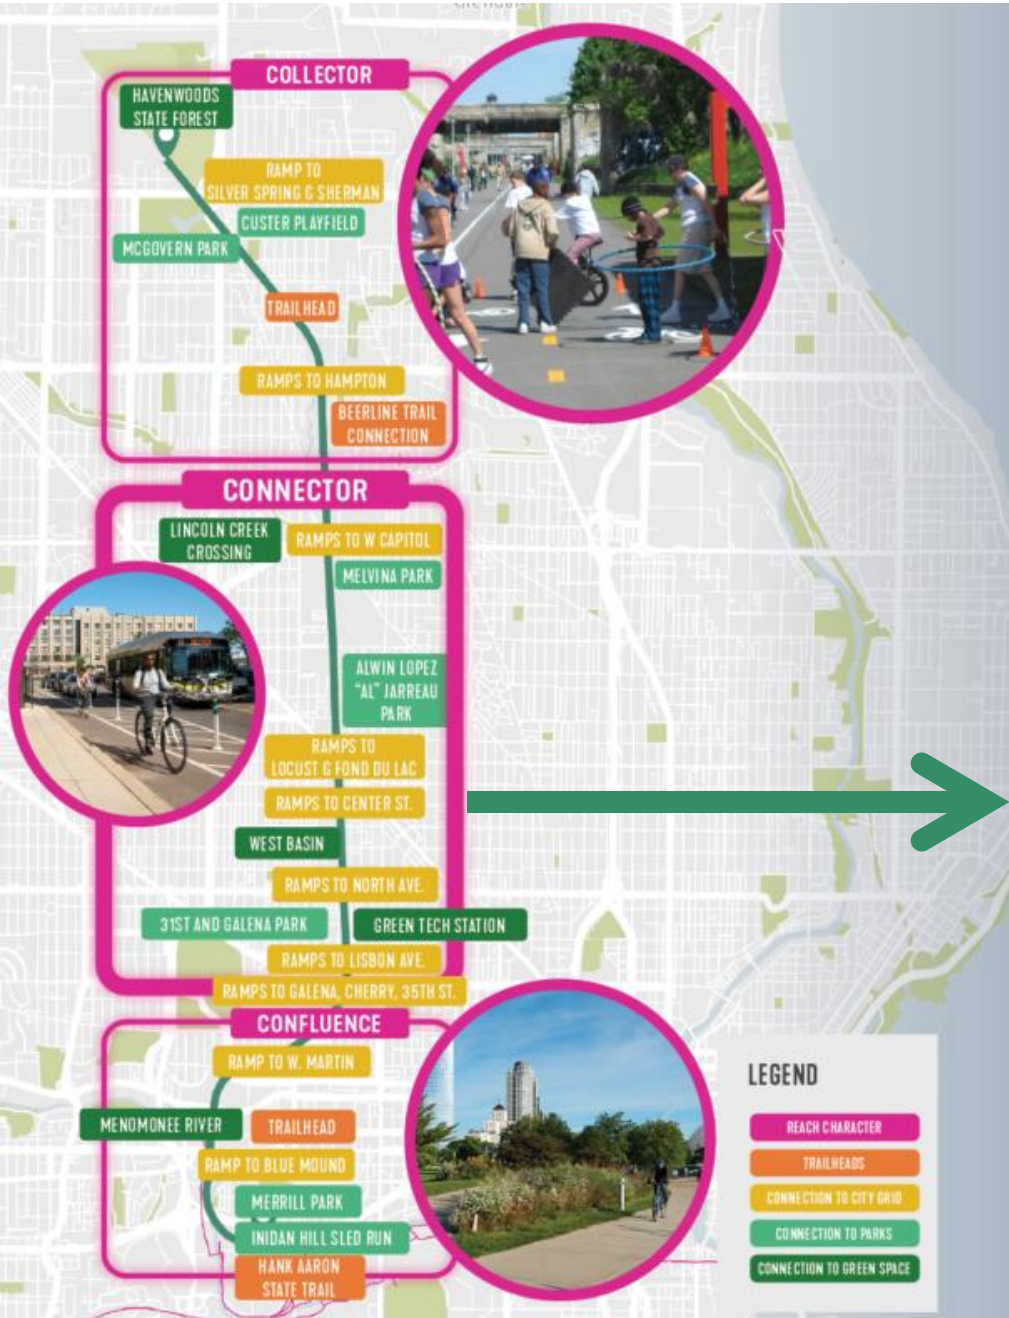 COLLECTOR
HAVENWOODS
STATE FOREST
RAMP TO
SILVER SPRING & SHERMAN
CUSTER PLAYFIELD
MCGOVERN PARK
TRAILHEAD
RAMPS TO HAMPTON
BEERLINE TRAIL
CONNECTION
CONNECTOR
LINCOLN CREEK
CROSSING
RAMPS TO W CAPITOL
MELVINA PARK
ALWIN LOPEZ
"AL" JARREAU
PARK
RAMPS TO
LOCUST & FOND DU LAC
RAMPS TO CENTER ST.
WEST BASIN
RAMPS TO NORTH AVE.
31ST AND GALENA PARK
GREEN TECH STATION
RAMPS TO LISBON AVE.
RAMPS TO GALENA, CHERRY, 35TH ST.
CONFLUENCE
RAMP TO W. MARTIN
MENOMONEE RIVER
TRAILHEAD
RAMP TO BLUE MOUND
MERRILL PARK
INIDAN HILL SLED RUN
HANK AARON
STATE TRAIL
LEGEND
REACH CHARACTER
TRAILHEADS
CONNECTION TO CITY GRID
CONNECTION TO PARKS
CONNECTION TO GREEN SPACE